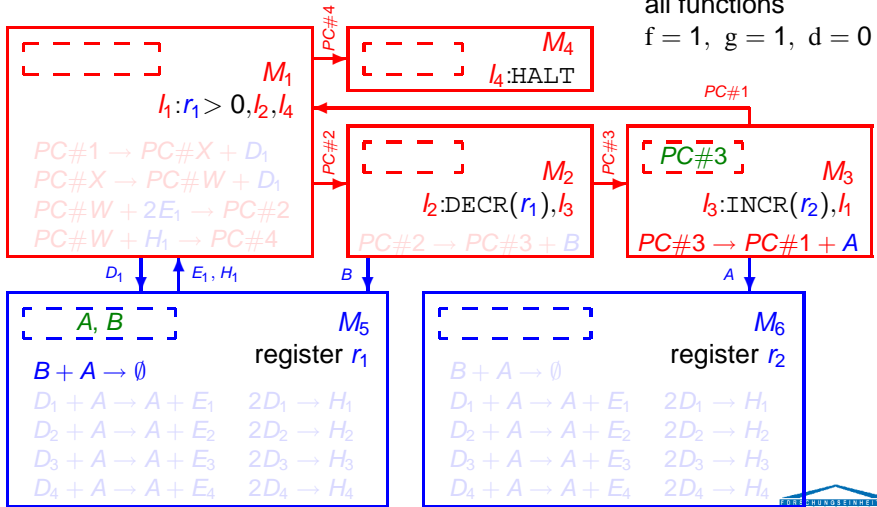 all functions
f = 1, g = 1, d = 0
PC#4
M₁
l₁:r₁> 0,l₂,l₄
PC#1 → PC#X + D₁
PC#X → PC#W + D₁
PC#W + 2E₁ → PC#2
PC#W + H₁ → PC#4
M₄
l₄:HALT
PC#1
PC#2
M₂
l₂:DECR(r₁),l₃
PC#2 → PC#3 + B
PC#3
PC#3
M₃
l₃:INCR(r₂),l₁
PC#3 → PC#1 + A
D₁
E₁, H₁
B
A
A, B
M₅
register r₁
B + A → ∅
D₁ + A → A + E₁ 2D₁ → H₁
D₂ + A → A + E₂ 2D₂ → H₂
D₃ + A → A + E₃ 2D₃ → H₃
D₄ + A → A + E₄ 2D₄ → H₄
M₆
register r₂
B + A → ∅
D₁ + A → A + E₁ 2D₁ → H₁
D₂ + A → A + E₂ 2D₂ → H₂
D₃ + A → A + E₃ 2D₃ → H₃
D₄ + A → A + E₄ 2D₄ → H₄
FORSCHUNGSEINHEIT